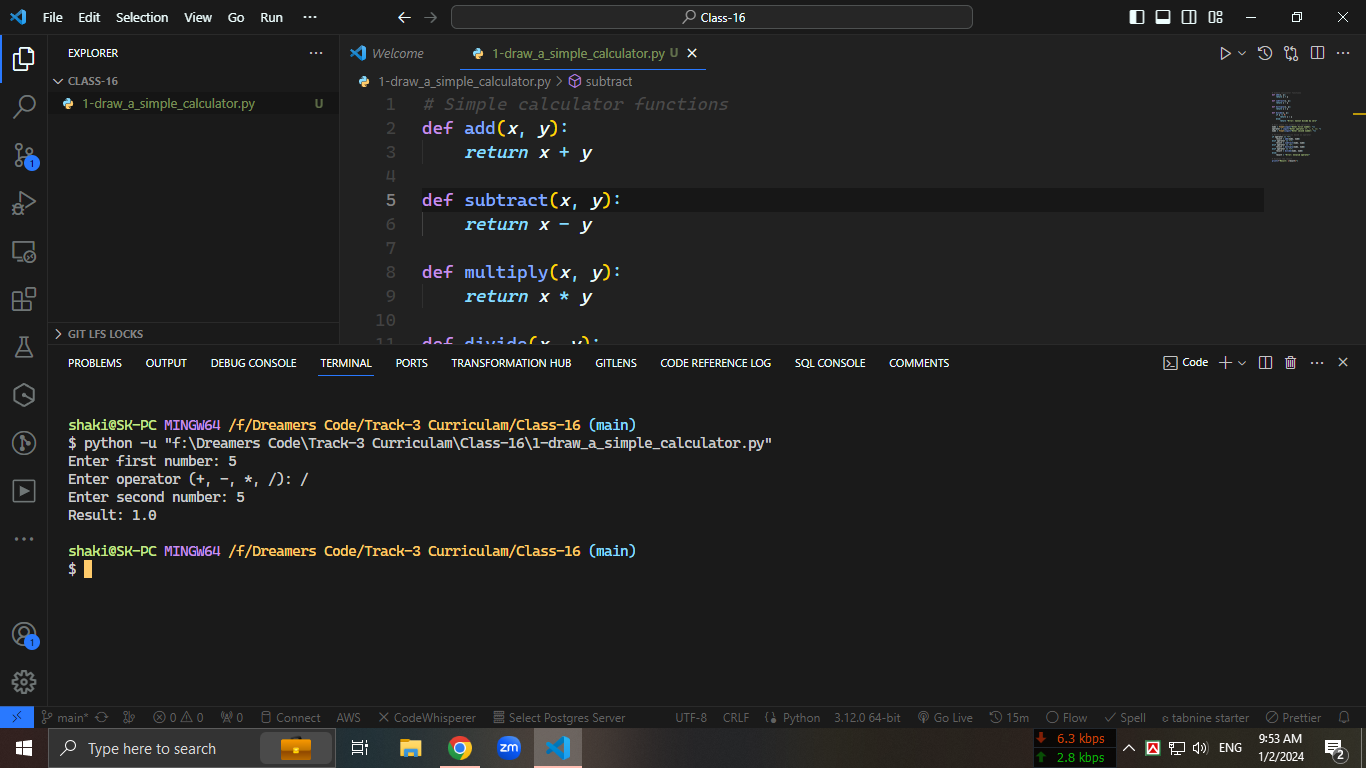 File Edit Selection View Go Run ··· Class-16
EXPLORER ···
CLASS-16
1-draw_a_simple_calculator.py U
GIT LFS LOCKS
Welcome 1-draw_a_simple_calculator.py U
1-draw_a_simple_calculator.py > subtract
1 # Simple calculator functions
2 def add(x, y):
3 return x + y
4
5 def subtract(x, y):
6 return x - y
7
8 def multiply(x, y):
9 return x * y
10
11 def divide(x, y):
PROBLEMS OUTPUT DEBUG CONSOLE TERMINAL PORTS TRANSFORMATION HUB GITLENS CODE REFERENCE LOG SQL CONSOLE COMMENTS Code
shaki@SK-PC MINGW64 /f/Dreamers Code/Track-3 Curriculam/Class-16 (main)
$ python -u "f:\Dreamers Code\Track-3 Curriculam\Class-16\1-draw_a_simple_calculator.py"
Enter first number: 5
Enter operator (+, -, *, /): /
Enter second number: 5
Result: 1.0
shaki@SK-PC MINGW64 /f/Dreamers Code/Track-3 Curriculam/Class-16 (main)
$
1
1
main* 0 0 0 Connect AWS CodeWhisperer Select Postgres Server UTF-8 CRLF Python 3.12.0 64-bit Go Live 15m Flow Spell tabnine starter Prettier
Type here to search zm 6.3 kbps ENG 9:53 AM
2.8 kbps 1/2/2024 2